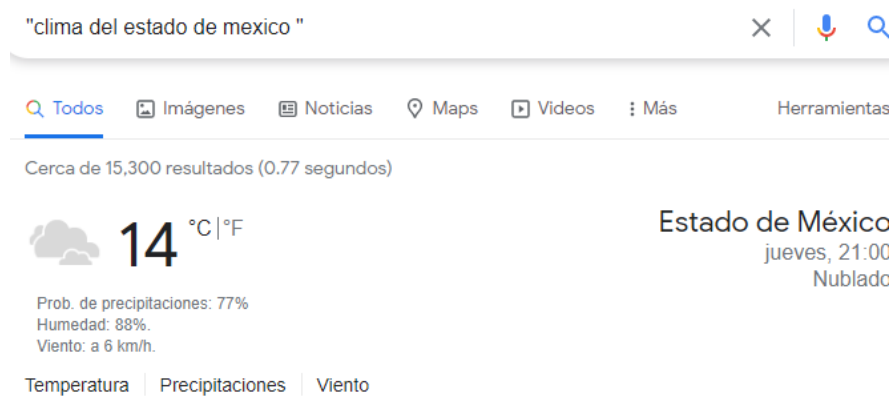 "clima del estado de mexico "
Todos Imágenes Noticias Maps Videos Más Herramientas
Cerca de 15,300 resultados (0.77 segundos)
14 °C | °F
Estado de México
jueves, 21:00
Nublado
Prob. de precipitaciones: 77%
Humedad: 88%.
Viento: a 6 km/h.
Temperatura Precipitaciones Viento